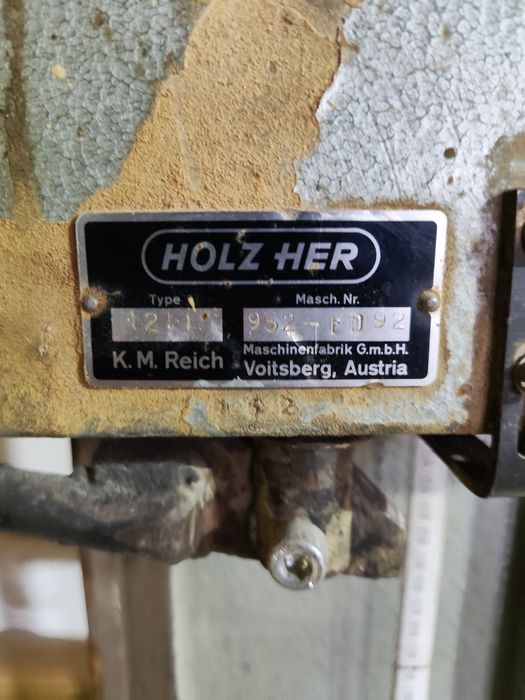 HOLZ HER
Type Masch. Nr.
952-FD92
K. M. Reich Maschinenfabrik G.m.b.H.
Voitsberg, Austria